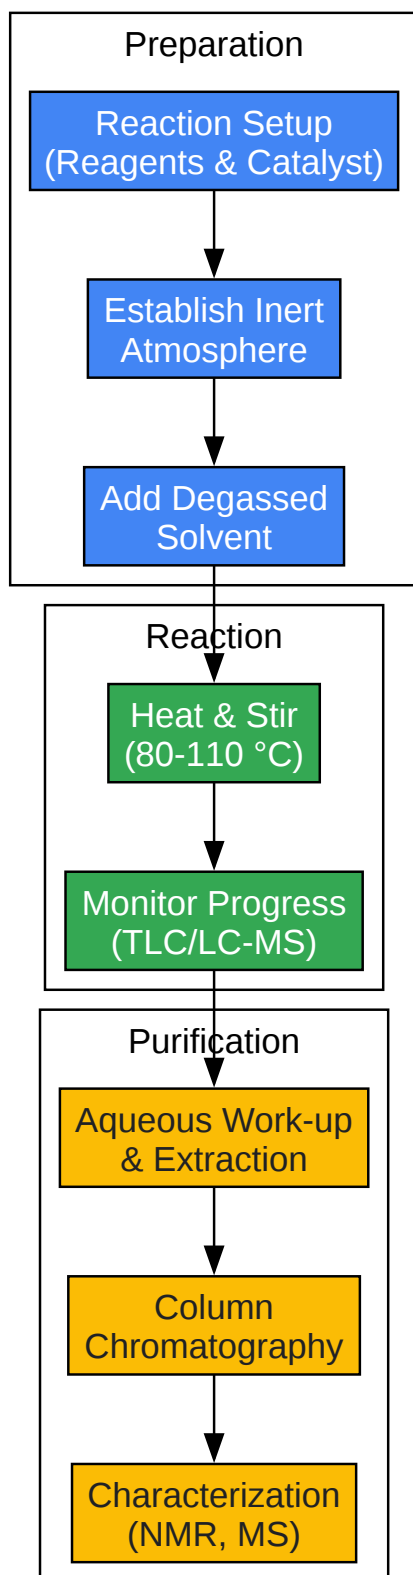 Preparation
Reaction Setup
(Reagents & Catalyst)
Establish Inert
Atmosphere
Add Degassed
Solvent
Reaction
Heat & Stir
(80-110 °C)
Monitor Progress
(TLC/LC-MS)
Purification
Aqueous Work-up
& Extraction
Column
Chromatography
Characterization
(NMR, MS)